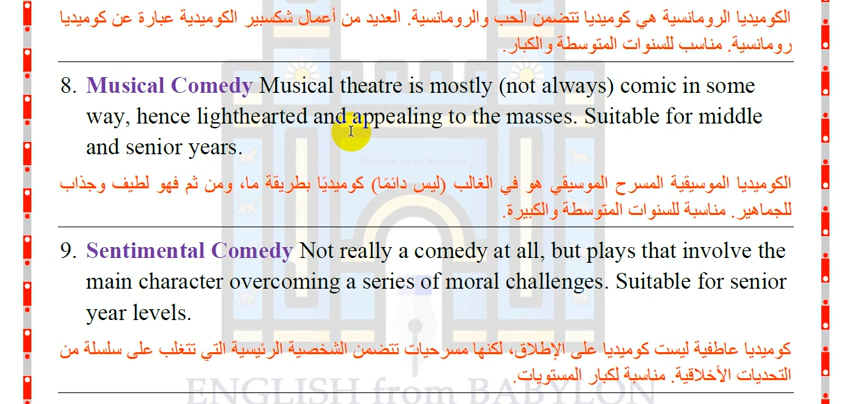 الكوميديا الرومانسية هي كوميديا تتضمن الحب والرومانسية. العديد من أعمال شكسبير الكوميدية عبارة عن كوميديا
رومانسية. مناسب للسنوات المتوسطة والكبار.
8. Musical Comedy Musical theatre is mostly (not always) comic in some
way, hence lighthearted and appealing to the masses. Suitable for middle
and senior years.
الكوميديا الموسيقية المسرح الموسيقي هو في الغالب (ليس دائمًا) كوميديًا بطريقة ما، ومن ثم فهو لطيف وجذاب
للجماهير. مناسبة للسنوات المتوسطة والكبيرة.
9. Sentimental Comedy Not really a comedy at all, but plays that involve the
main character overcoming a series of moral challenges. Suitable for senior
year levels.
كوميديا عاطفية ليست كوميديا على الإطلاق، لكنها مسرحيات تتضمن الشخصية الرئيسية التي تتغلب على سلسلة من
التحديات الأخلاقية. مناسبة لكبار المستويات.
English from Babylon
ENGLISH from BABYLON